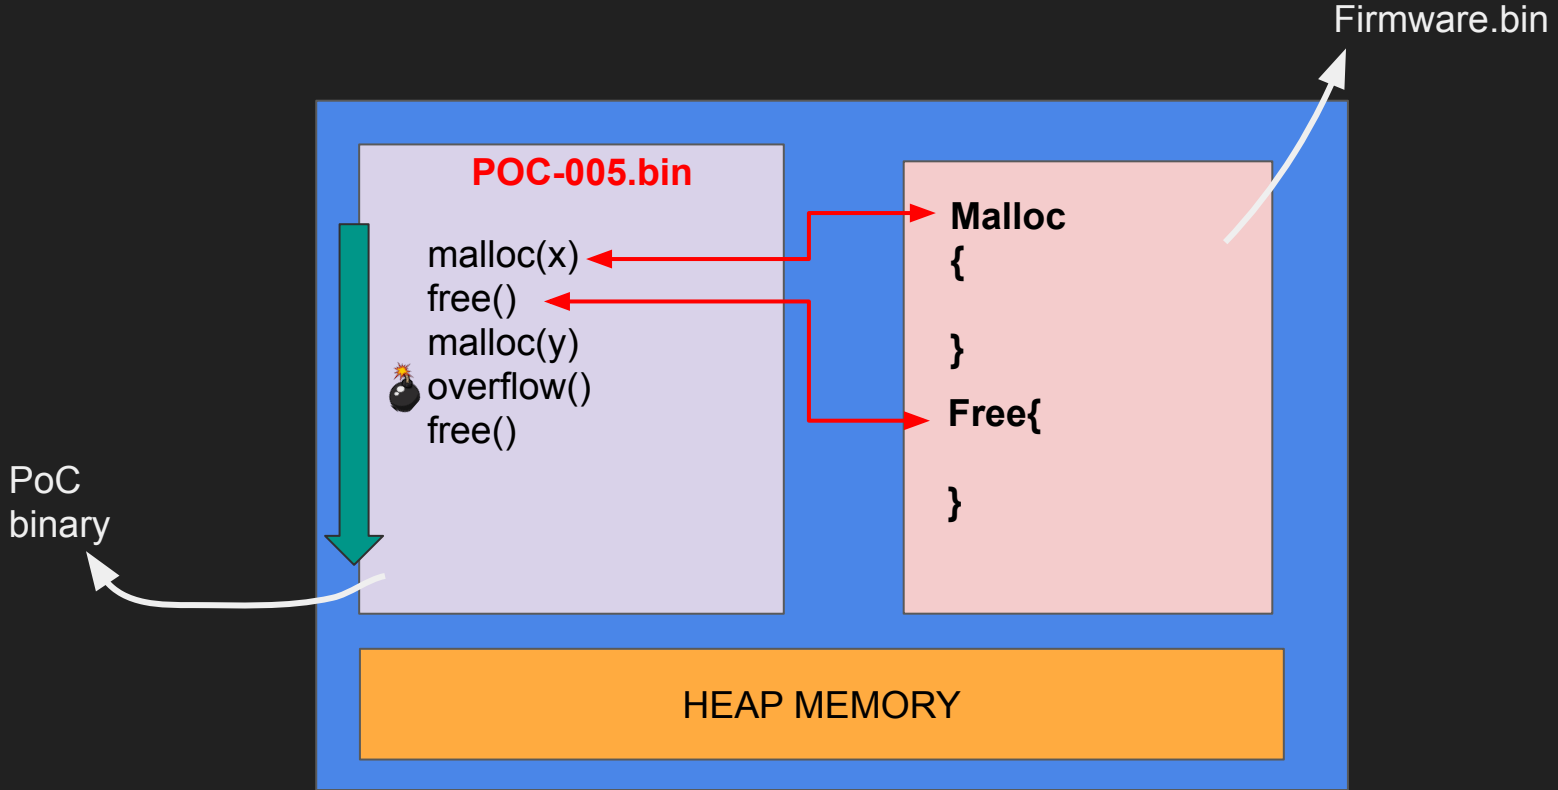 Firmware.bin
POC-005.bin
malloc(x)
free()
malloc(y)
overflow()
free()
Malloc
{
}
Free{
}
PoC
binary
HEAP MEMORY